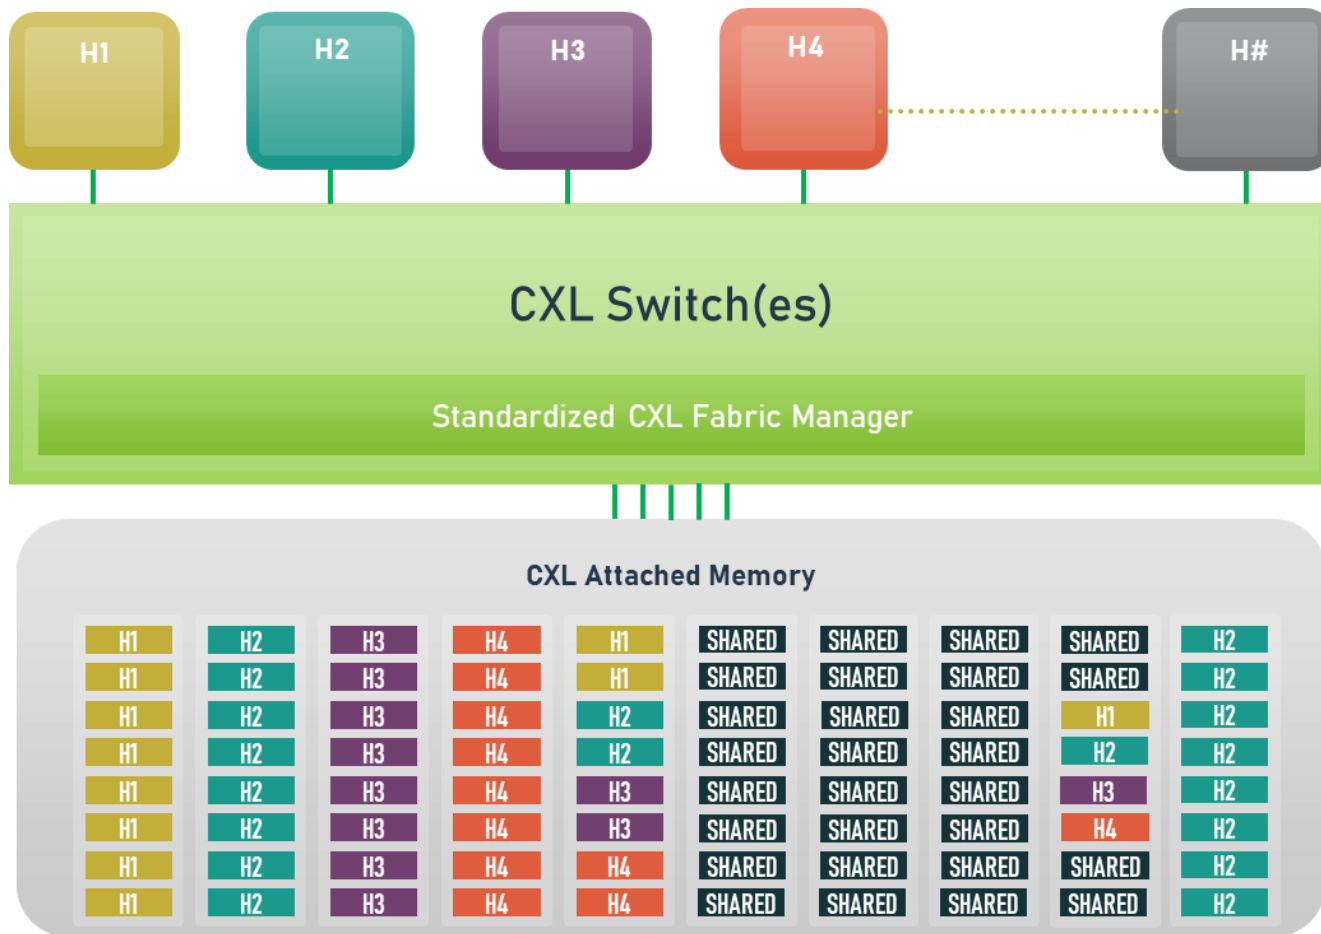 H1 H2 H3 H4 H#
CXL Switch(es)
Standardized CXL Fabric Manager
CXL Attached Memory
H1 H2 H3 H4 H1 SHARED SHARED SHARED SHARED H2
H1 H2 H3 H4 H1 SHARED SHARED SHARED SHARED H2
H1 H2 H3 H4 H2 SHARED SHARED SHARED H1 H2
H1 H2 H3 H4 H2 SHARED SHARED SHARED H2 H2
H1 H2 H3 H4 H3 SHARED SHARED SHARED H3 H2
H1 H2 H3 H4 H3 SHARED SHARED SHARED H4 H2
H1 H2 H3 H4 H4 SHARED SHARED SHARED SHARED H2
H1 H2 H3 H4 H4 SHARED SHARED SHARED SHARED H2